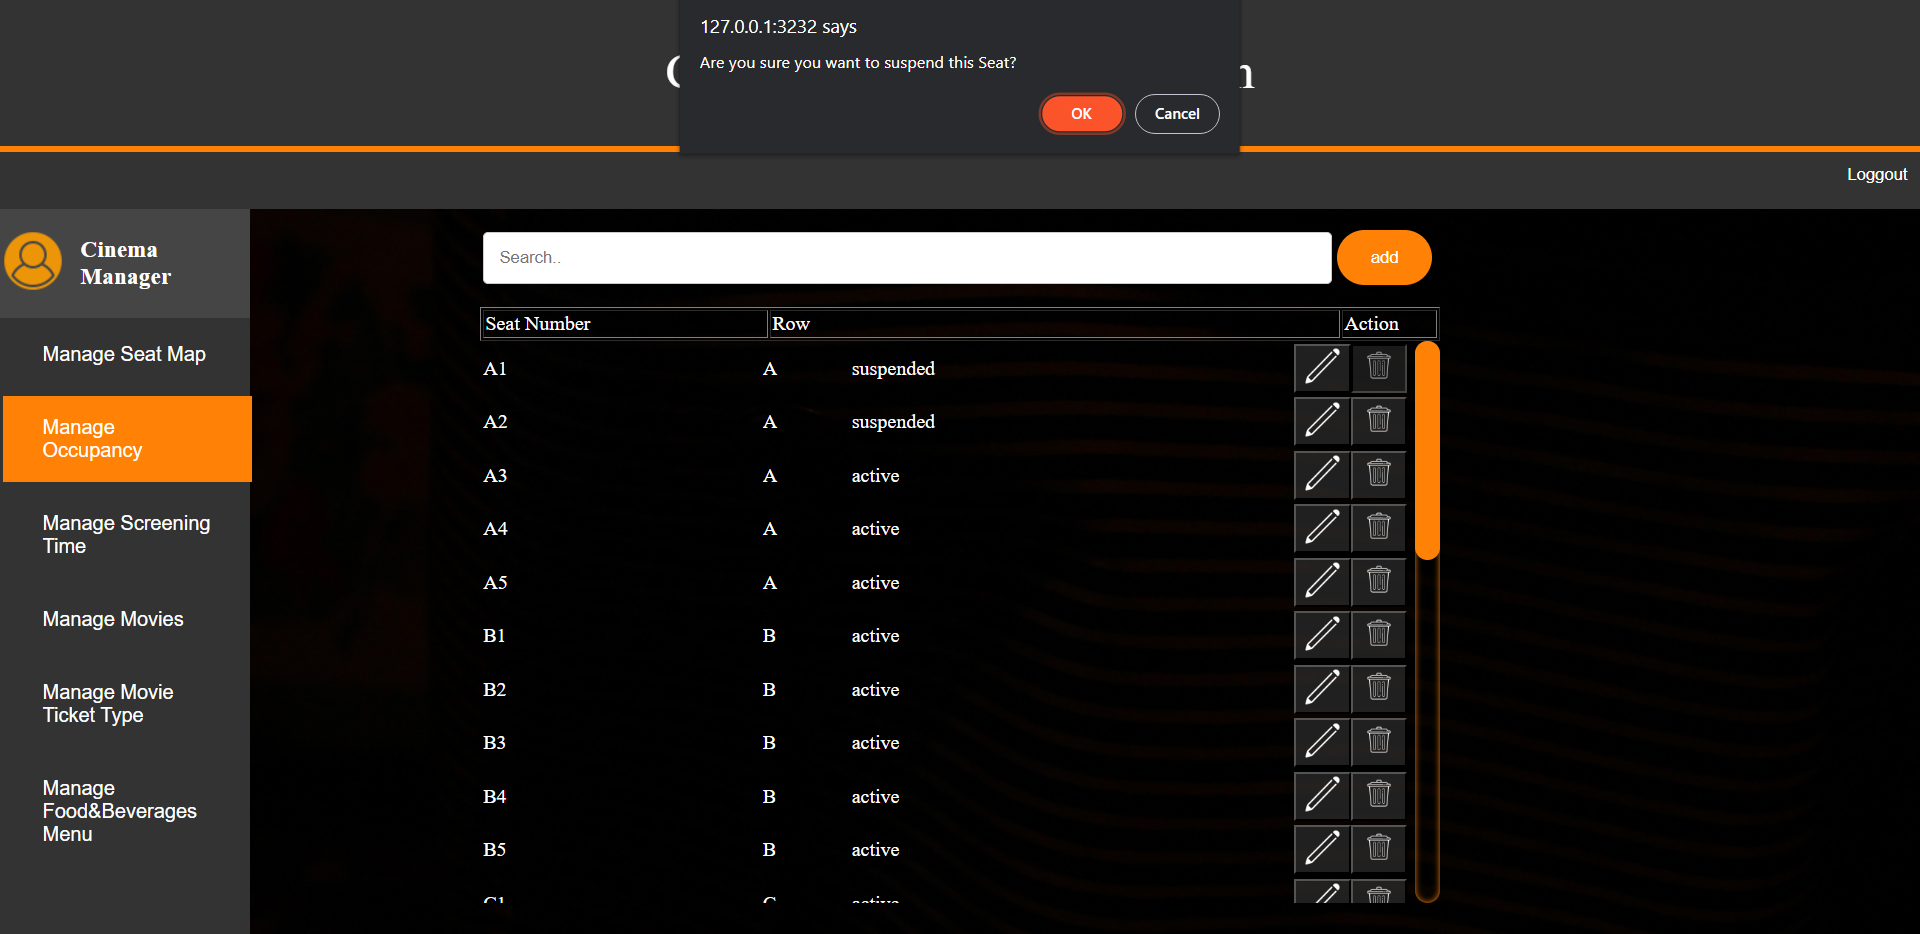 127.0.0.1:3232 says
Are you sure you want to suspend this Seat?
OK Cancel
Loggout
Cinema
Manager
Manage Seat Map
Manage
Occupancy
Manage Screening
Time
Manage Movies
Manage Movie
Ticket Type
Manage
Food&Beverages
Menu
Search..
add
Seat Number Row Action
A1 A suspended
A2 A suspended
A3 A active
A4 A active
A5 A active
B1 B active
B2 B active
B3 B active
B4 B active
B5 B active
C1 C active